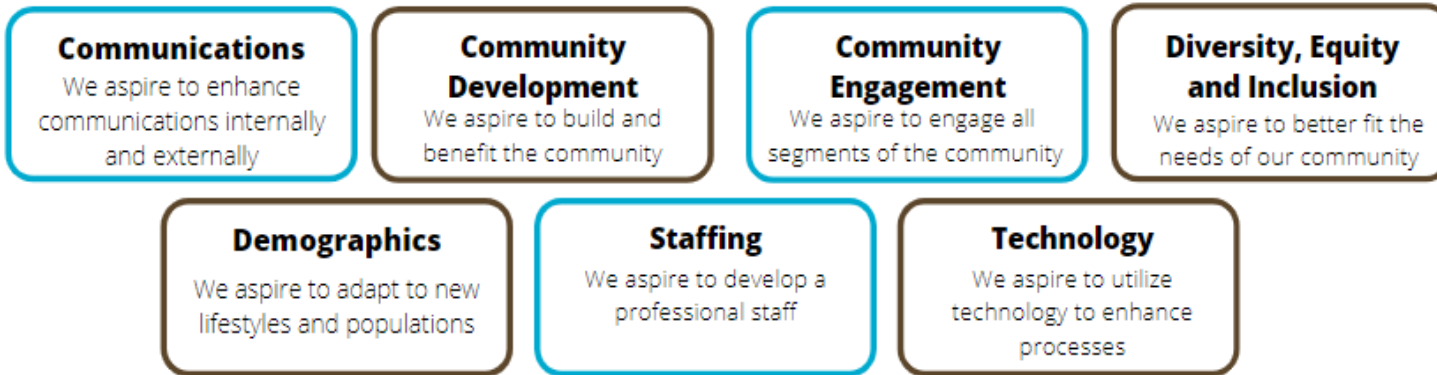 Communications
We aspire to enhance
communications internally
and externally
Community
Development
We aspire to build and
benefit the community
Community
Engagement
We aspire to engage all
segments of the community
Diversity, Equity
and Inclusion
We aspire to better fit the
needs of our community
Demographics
We aspire to adapt to new
lifestyles and populations
Staffing
We aspire to develop a
professional staff
Technology
We aspire to utilize
technology to enhance
processes